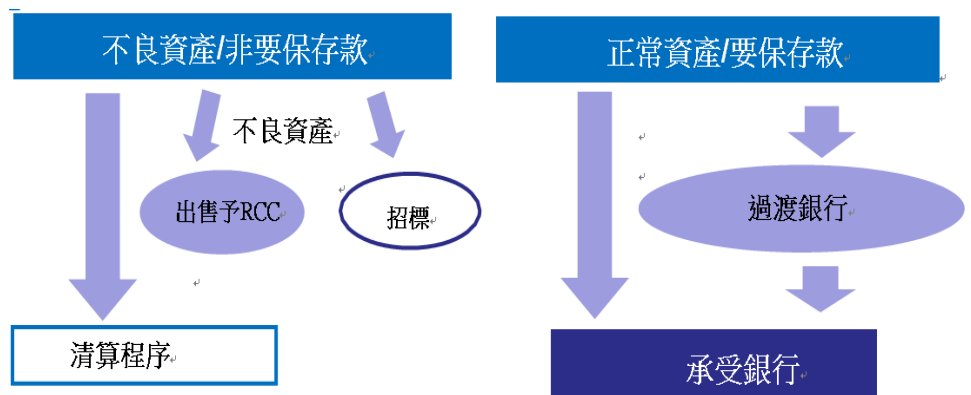 不良資產/非要保存款
正常資產/要保存款
不良資產
出售予RCC
招標
過渡銀行
清算程序
承受銀行